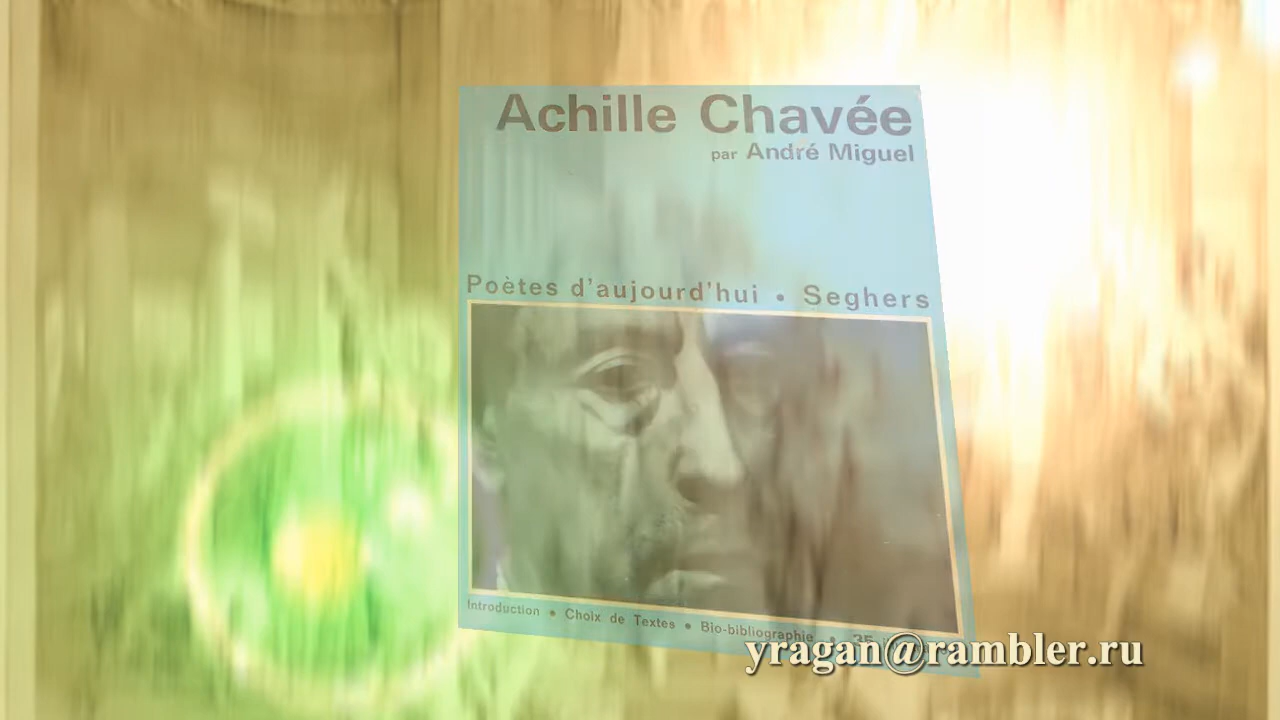 Achille Chavée
par André Miguel
Poètes d'aujourd'hui • Seghers
Introduction • Choix de Textes • Bio-bibliographie •
yragan@rambler.ru